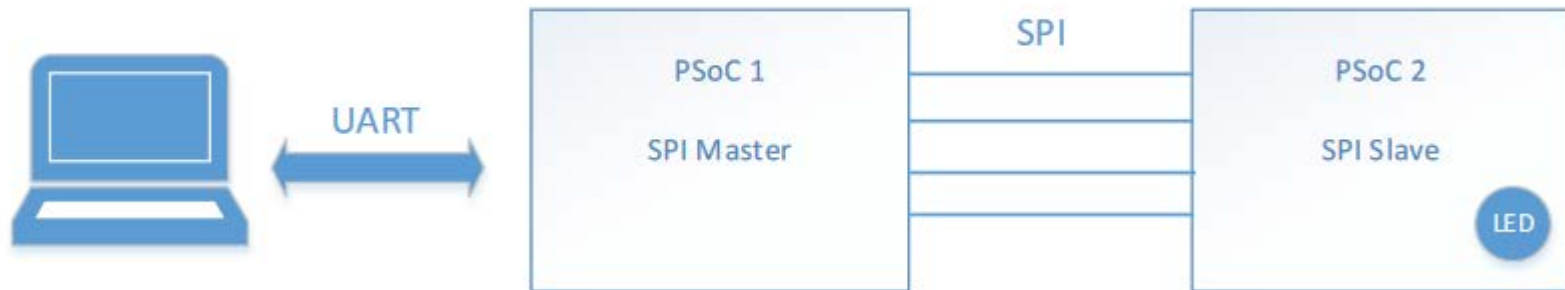 UART
PSoC 1
SPI Master
SPI
PSoC 2
SPI Slave
LED